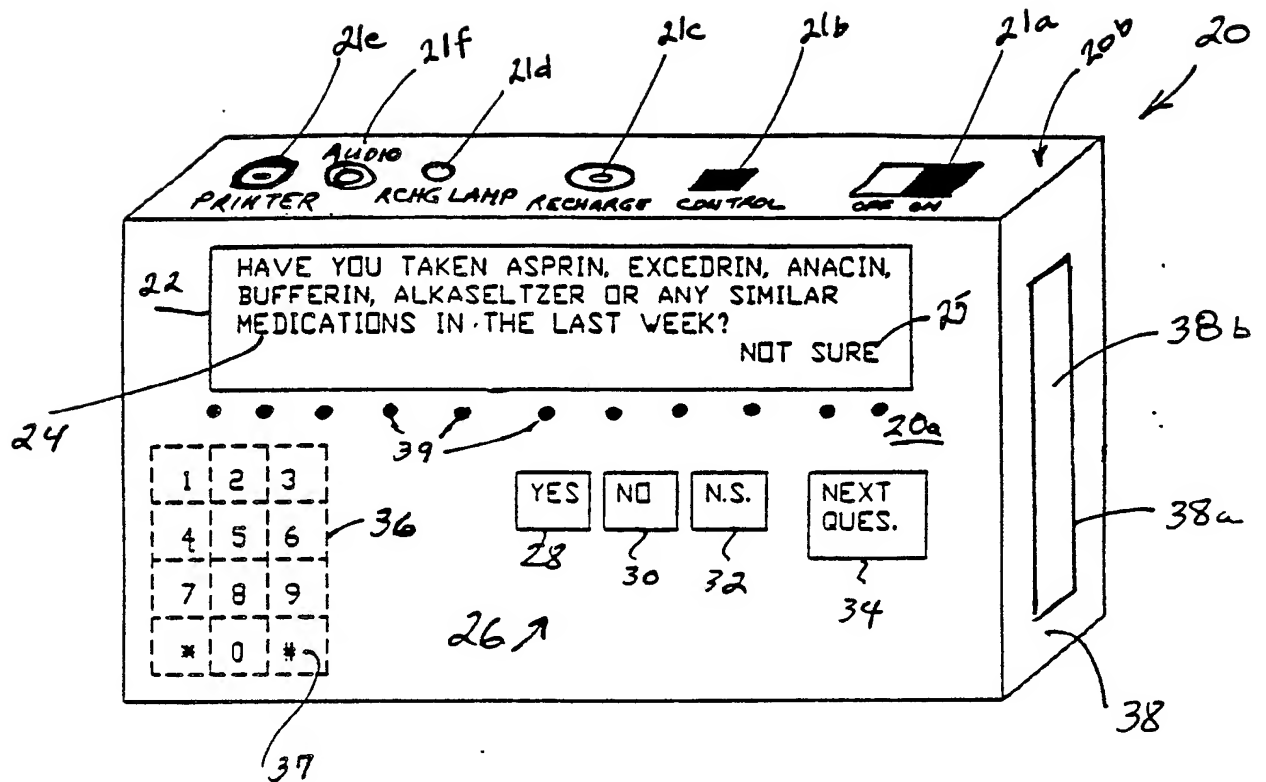 21e 21f 21d 21c 21b 21a 20b 20
AUDIO
PRINTER RCHG LAMP RECHARGE CONTROL OFF ON
22
HAVE YOU TAKEN ASPRIN, EXCEDRIN, ANACIN,
BUFFERIN, ALKASELTZER OR ANY SIMILAR
MEDICATIONS IN THE LAST WEEK?
NOT SURE
25
38b
24
39
20a
1 2 3
4 5 6
7 8 9
* 0 #
36
YES NO N.S. NEXT
QUES.
28 30 32 34
38a
26
37
38